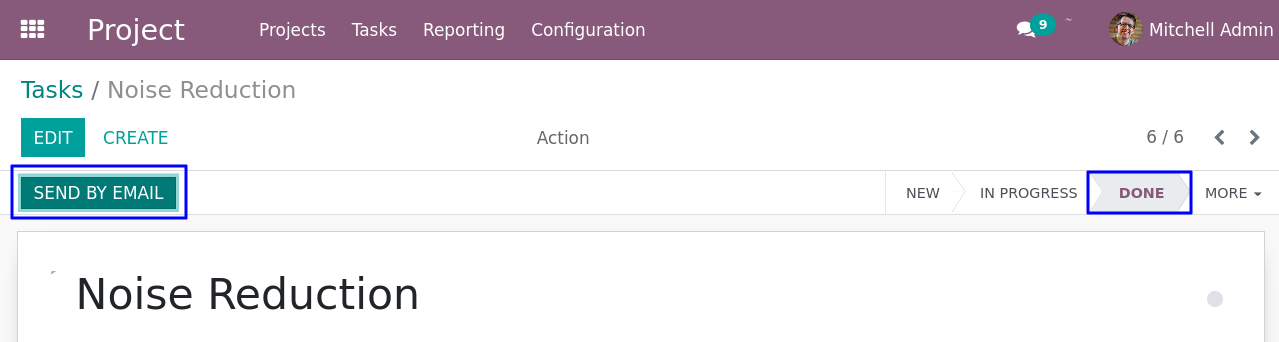 Project Projects Tasks Reporting Configuration 9 Mitchell Admin
Tasks / Noise Reduction
EDIT CREATE Action 6 / 6
SEND BY EMAIL NEW IN PROGRESS DONE MORE
Noise Reduction